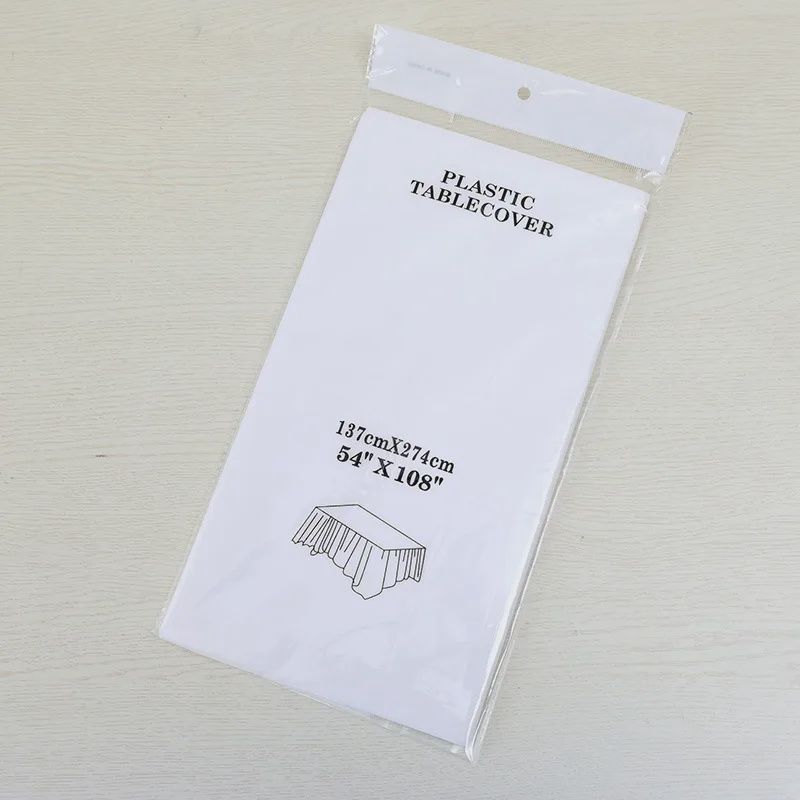 PLASTIC
TABLECOVER
137cmX274cm
54" X 108"